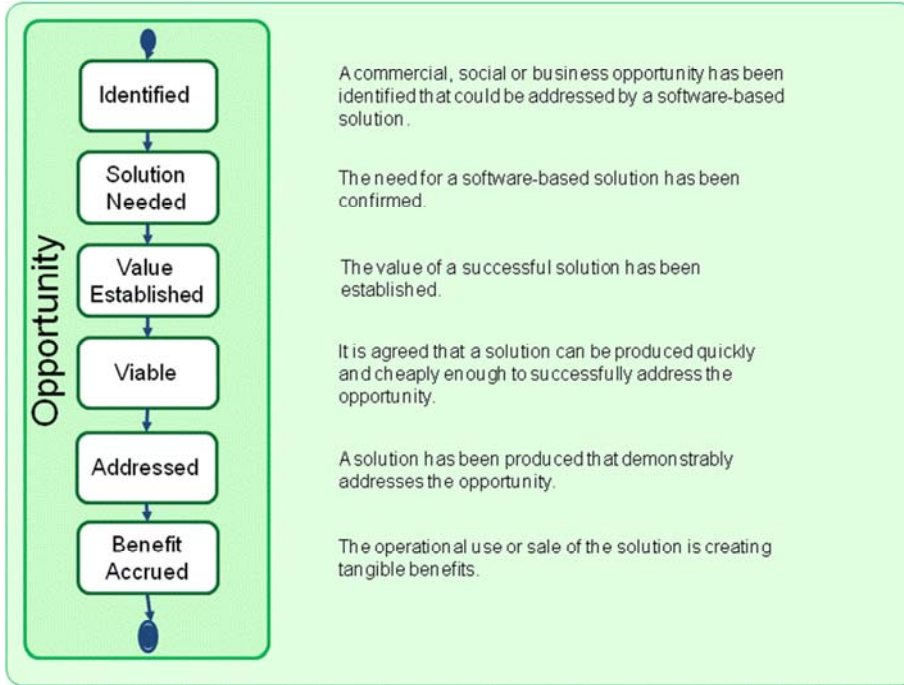 Opportunity
Identified
A commercial, social or business opportunity has been
identified that could be addressed by a software-based
solution.
Solution
Needed
The need for a software-based solution has been
confirmed.
Value
Established
The value of a successful solution has been
established.
Viable
It is agreed that a solution can be produced quickly
and cheaply enough to successfully address the
opportunity.
Addressed
A solution has been produced that demonstrably
addresses the opportunity.
Benefit
Accrued
The operational use or sale of the solution is creating
tangible benefits.